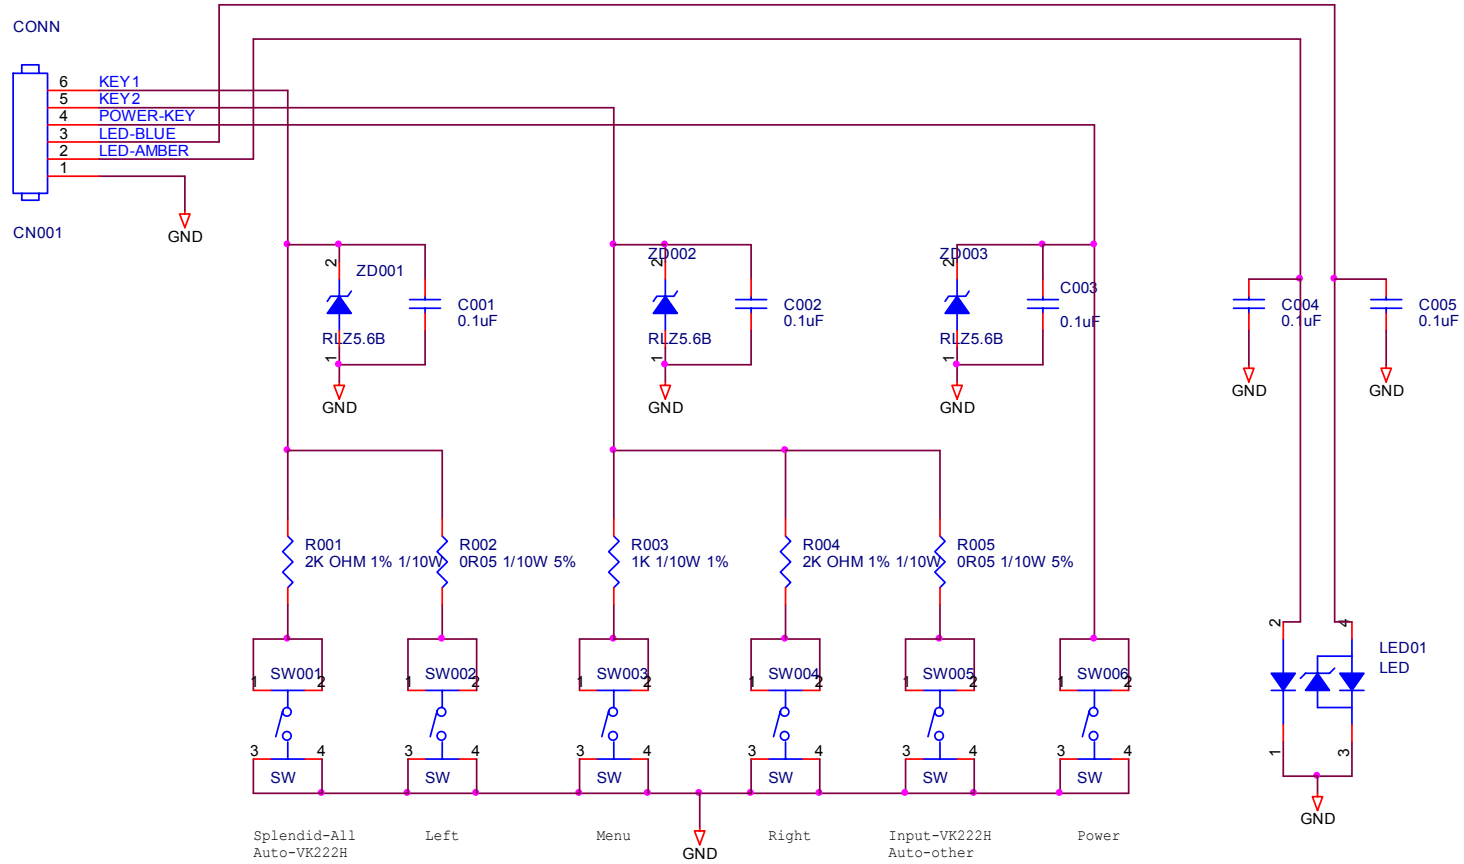 CONN
6 KEY1
5 KEY2
4 POWER-KEY
3 LED-BLUE
2 LED-AMBER
1
GND
CN001
2 ZD001
C001
0.1uF
RLZ5.6B
1
GND
2 ZD002
C002
0.1uF
RLZ5.6B
1
GND
2 ZD003
C003
0.1uF
RLZ5.6B
1
GND
C004
0.1uF
GND
C005
0.1uF
GND
R001
2K OHM 1% 1/10W
R002
0R05 1/10W 5%
R003
1K 1/10W 1%
R004
2K OHM 1% 1/10W
R005
0R05 1/10W 5%
1 SW001 2
3 4
SW
1 SW002 2
3 4
SW
1 SW003 2
3 4
SW
1 SW004 2
3 4
SW
1 SW005 2
3 4
SW
1 SW006 2
3 4
SW
2 4
LED01
LED
1 3
GND
Splendid-All
Auto-VK222H
Left
Menu
GND
Right
Input-VK222H
Auto-other
Power